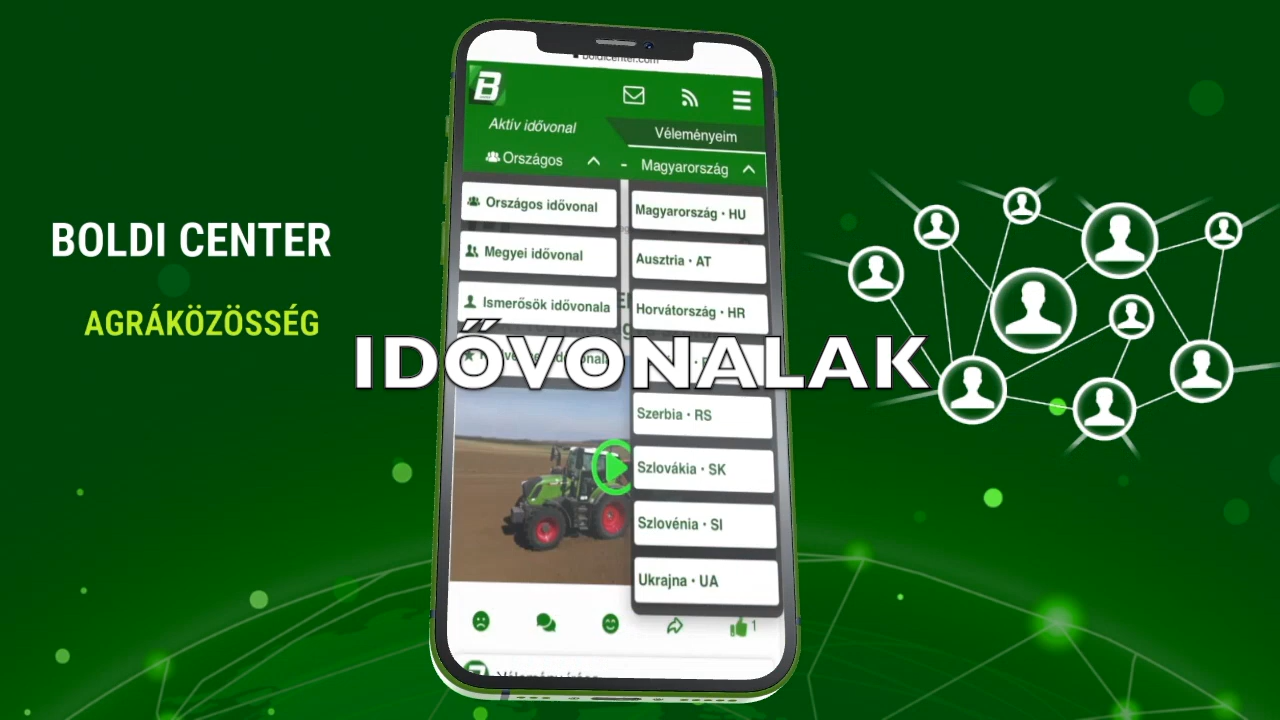 boldicenter.com
B
Aktív idővonal
Véleményeim
Országos - Magyarország
Országos idővonal
Megyei idővonal
Ismerősök idővonala
Magyarország • HU
Ausztria • AT
Horvátország • HR
Szerbia • RS
Szlovákia • SK
Szlovénia • SI
Ukrajna • UA
1
BOLDI CENTER
AGRÁKÖZÖSSÉG
IDŐVONALAK